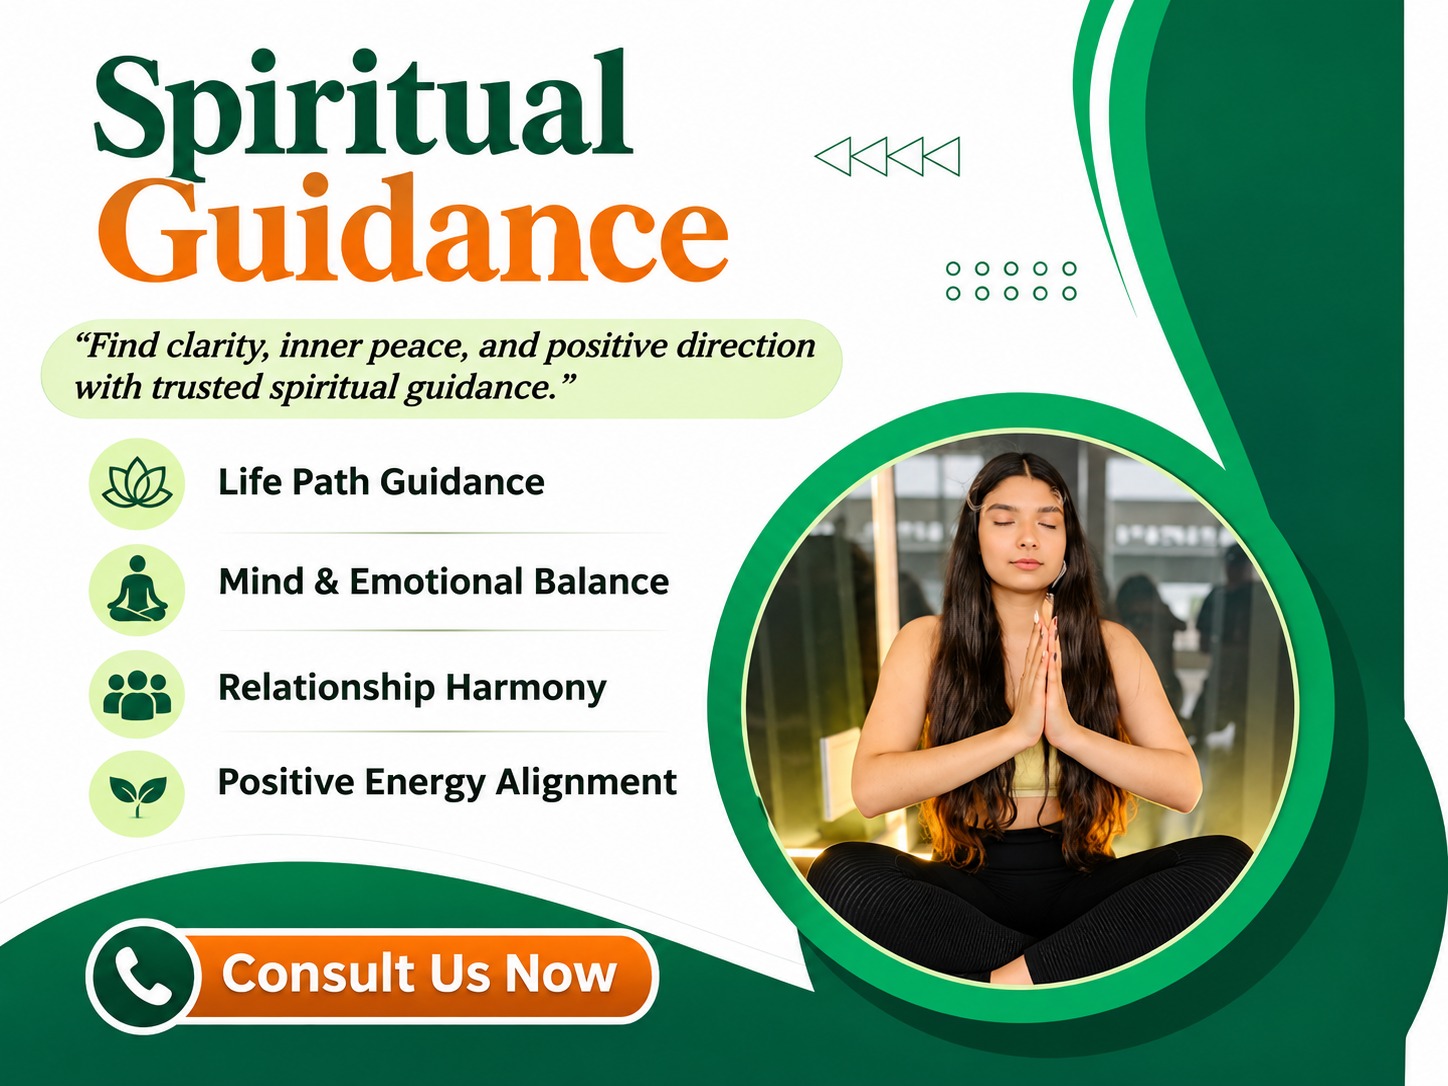 Spiritual
Guidance
“Find clarity, inner peace, and positive direction
with trusted spiritual guidance.”
Life Path Guidance
Mind & Emotional Balance
Relationship Harmony
Positive Energy Alignment
Consult Us Now